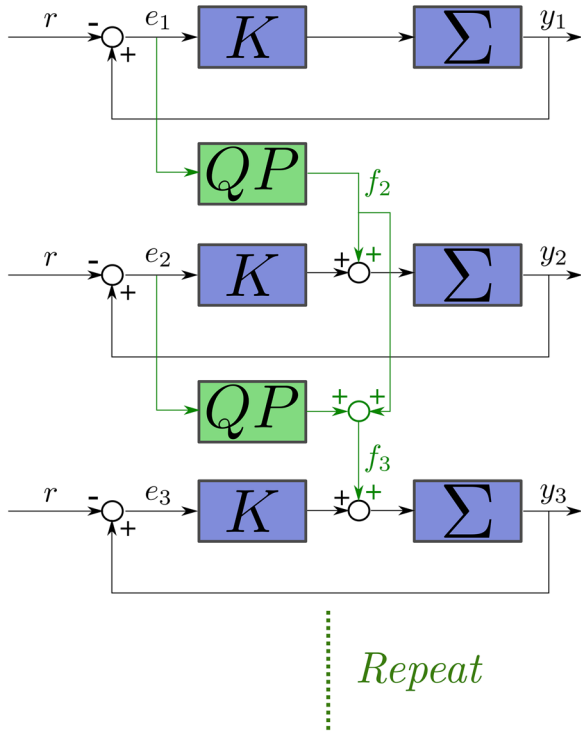 r - + e₁ K Σ y₁
QP f₂
r - + e₂ K + + Σ y₂
QP + +
f₃
r - + e₃ K + + Σ y₃
Repeat